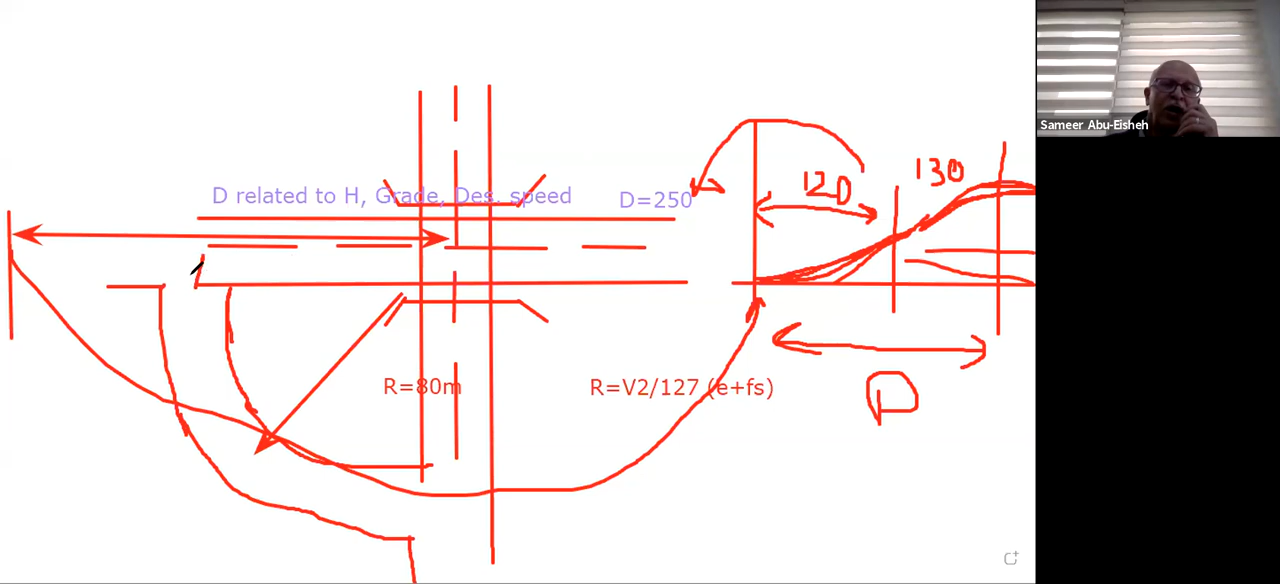 Sameer Abu-Eisheh
130
120
D related to H, Grade, Des. speed
D=250
R=80m
R=V2/127 (e+fs)
D